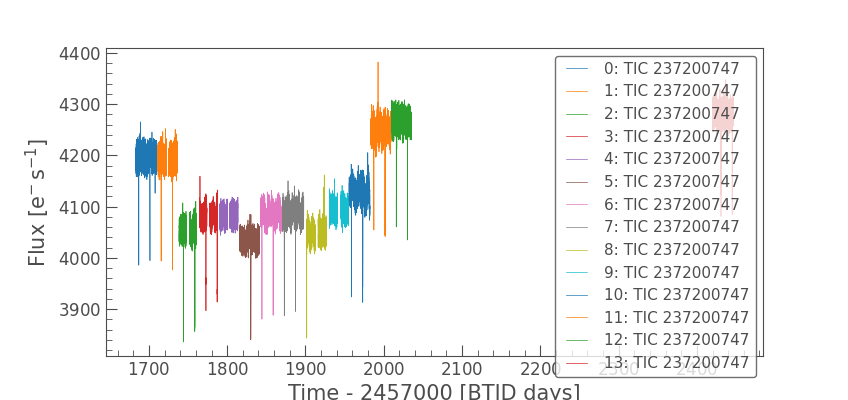 4400
4300
4200
4100
4000
3900
Flux [e⁻ s⁻¹]
1700
1800
1900
2000
2100
2200
2300
2400
Time - 2457000 [BTJD days]
0: TIC 237200747
1: TIC 237200747
2: TIC 237200747
3: TIC 237200747
4: TIC 237200747
5: TIC 237200747
6: TIC 237200747
7: TIC 237200747
8: TIC 237200747
9: TIC 237200747
10: TIC 237200747
11: TIC 237200747
12: TIC 237200747
13: TIC 237200747